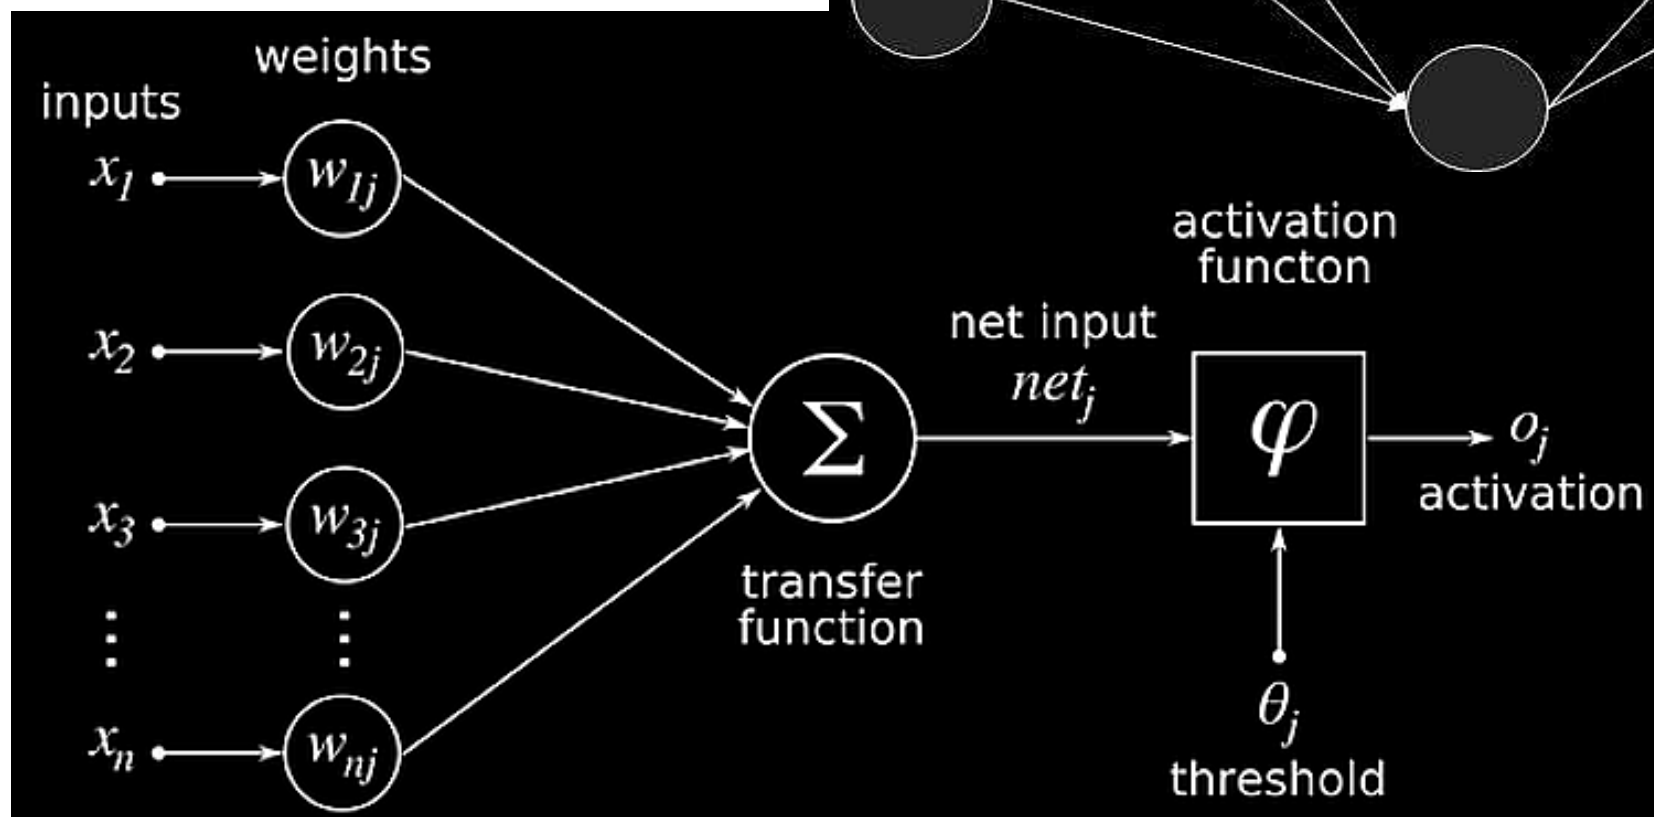 weights
inputs
x1
w1j
x2
w2j
x3
w3j
⋮ ⋮
xn
wnj
Σ
transfer
function
net input
netj
activation
functon
φ
oj
activation
θj
threshold